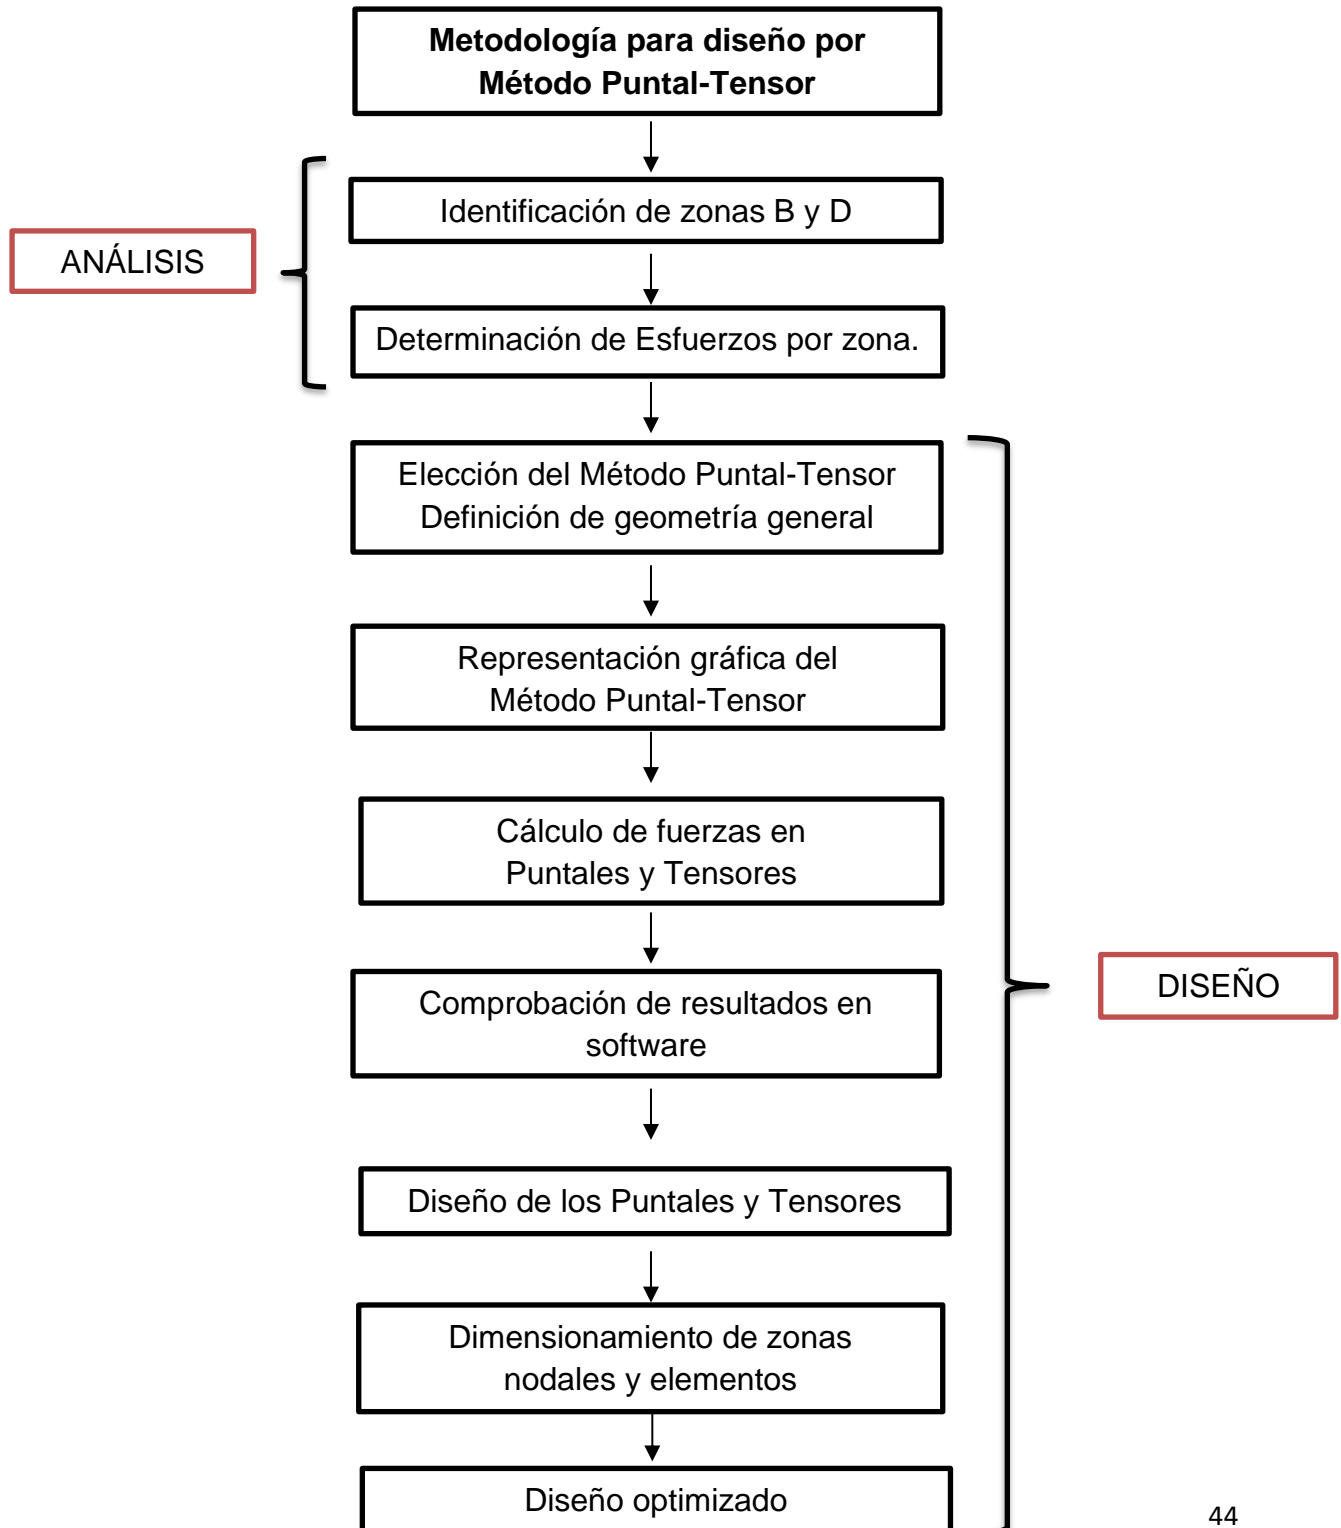 Metodología para diseño por
Método Puntal-Tensor
Identificación de zonas B y D
ANÁLISIS
Determinación de Esfuerzos por zona.
Elección del Método Puntal-Tensor
Definición de geometría general
Representación gráfica del
Método Puntal-Tensor
Cálculo de fuerzas en
Puntales y Tensores
Comprobación de resultados en
software
DISEÑO
Diseño de los Puntales y Tensores
Dimensionamiento de zonas
nodales y elementos
Diseño optimizado
44